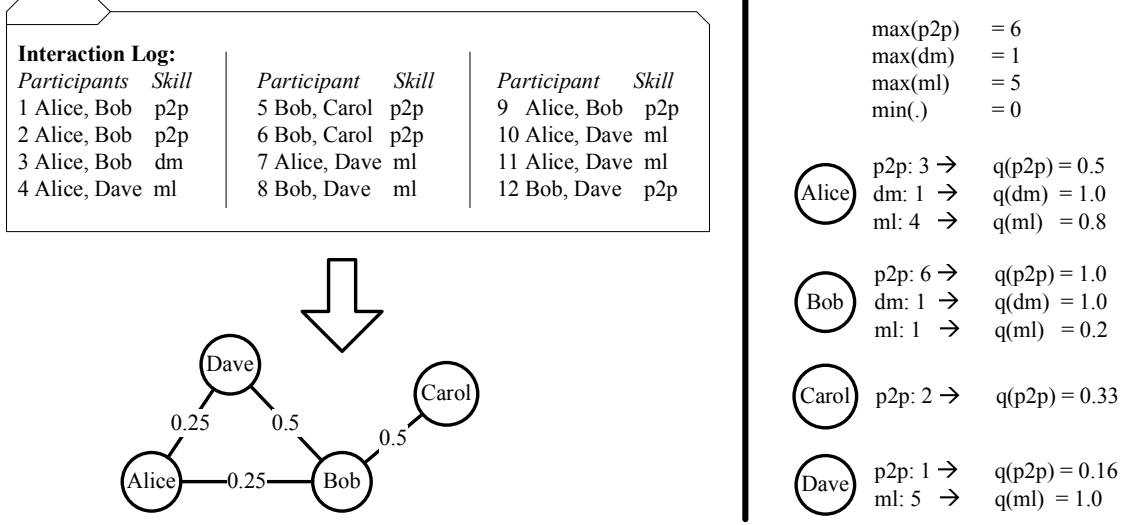 Interaction Log:
Participants Skill
1 Alice, Bob p2p
2 Alice, Bob p2p
3 Alice, Bob dm
4 Alice, Dave ml
Participant Skill
5 Bob, Carol p2p
6 Bob, Carol p2p
7 Alice, Dave ml
8 Bob, Dave ml
Participant Skill
9 Alice, Bob p2p
10 Alice, Dave ml
11 Alice, Dave ml
12 Bob, Dave p2p
Dave
Carol
0.25
0.5
0.5
Alice
0.25
Bob
max(p2p) = 6
max(dm) = 1
max(ml) = 5
min(.) = 0
Alice
p2p: 3 → q(p2p) = 0.5
dm: 1 → q(dm) = 1.0
ml: 4 → q(ml) = 0.8
Bob
p2p: 6 → q(p2p) = 1.0
dm: 1 → q(dm) = 1.0
ml: 1 → q(ml) = 0.2
Carol
p2p: 2 → q(p2p) = 0.33
Dave
p2p: 1 → q(p2p) = 0.16
ml: 5 → q(ml) = 1.0